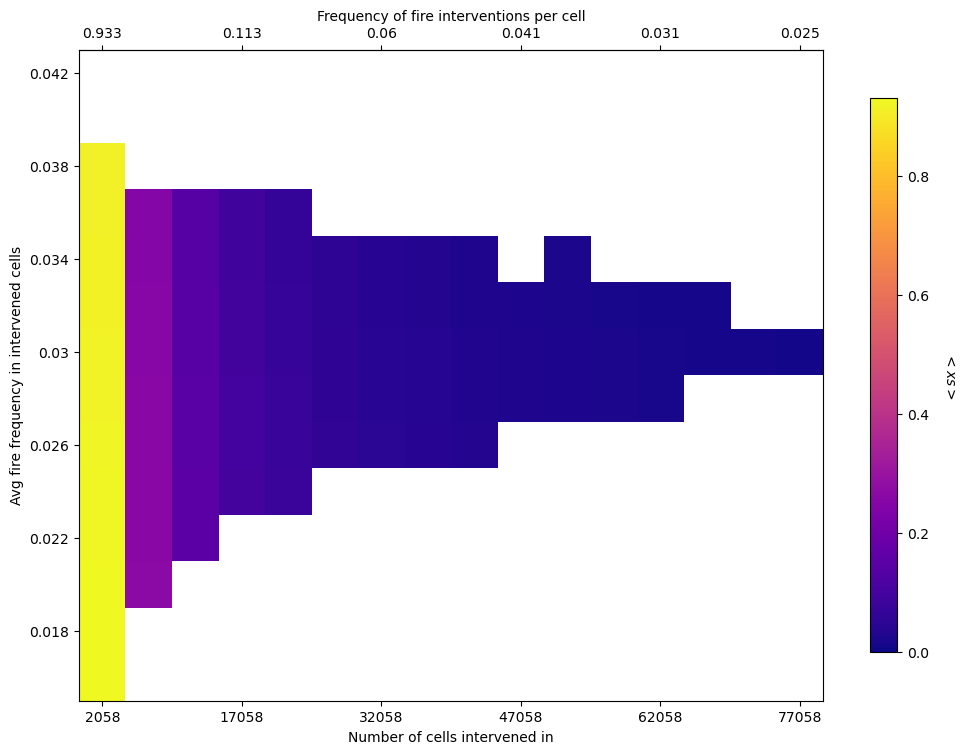 Frequency of fire interventions per cell
0.933 0.113 0.06 0.041 0.031 0.025
0.042
0.038
0.034
0.03
0.026
0.022
0.018
Avg fire frequency in intervened cells
2058 17058 32058 47058 62058 77058
Number of cells intervened in
0.8
0.6
0.4
0.2
0.0
< sx >